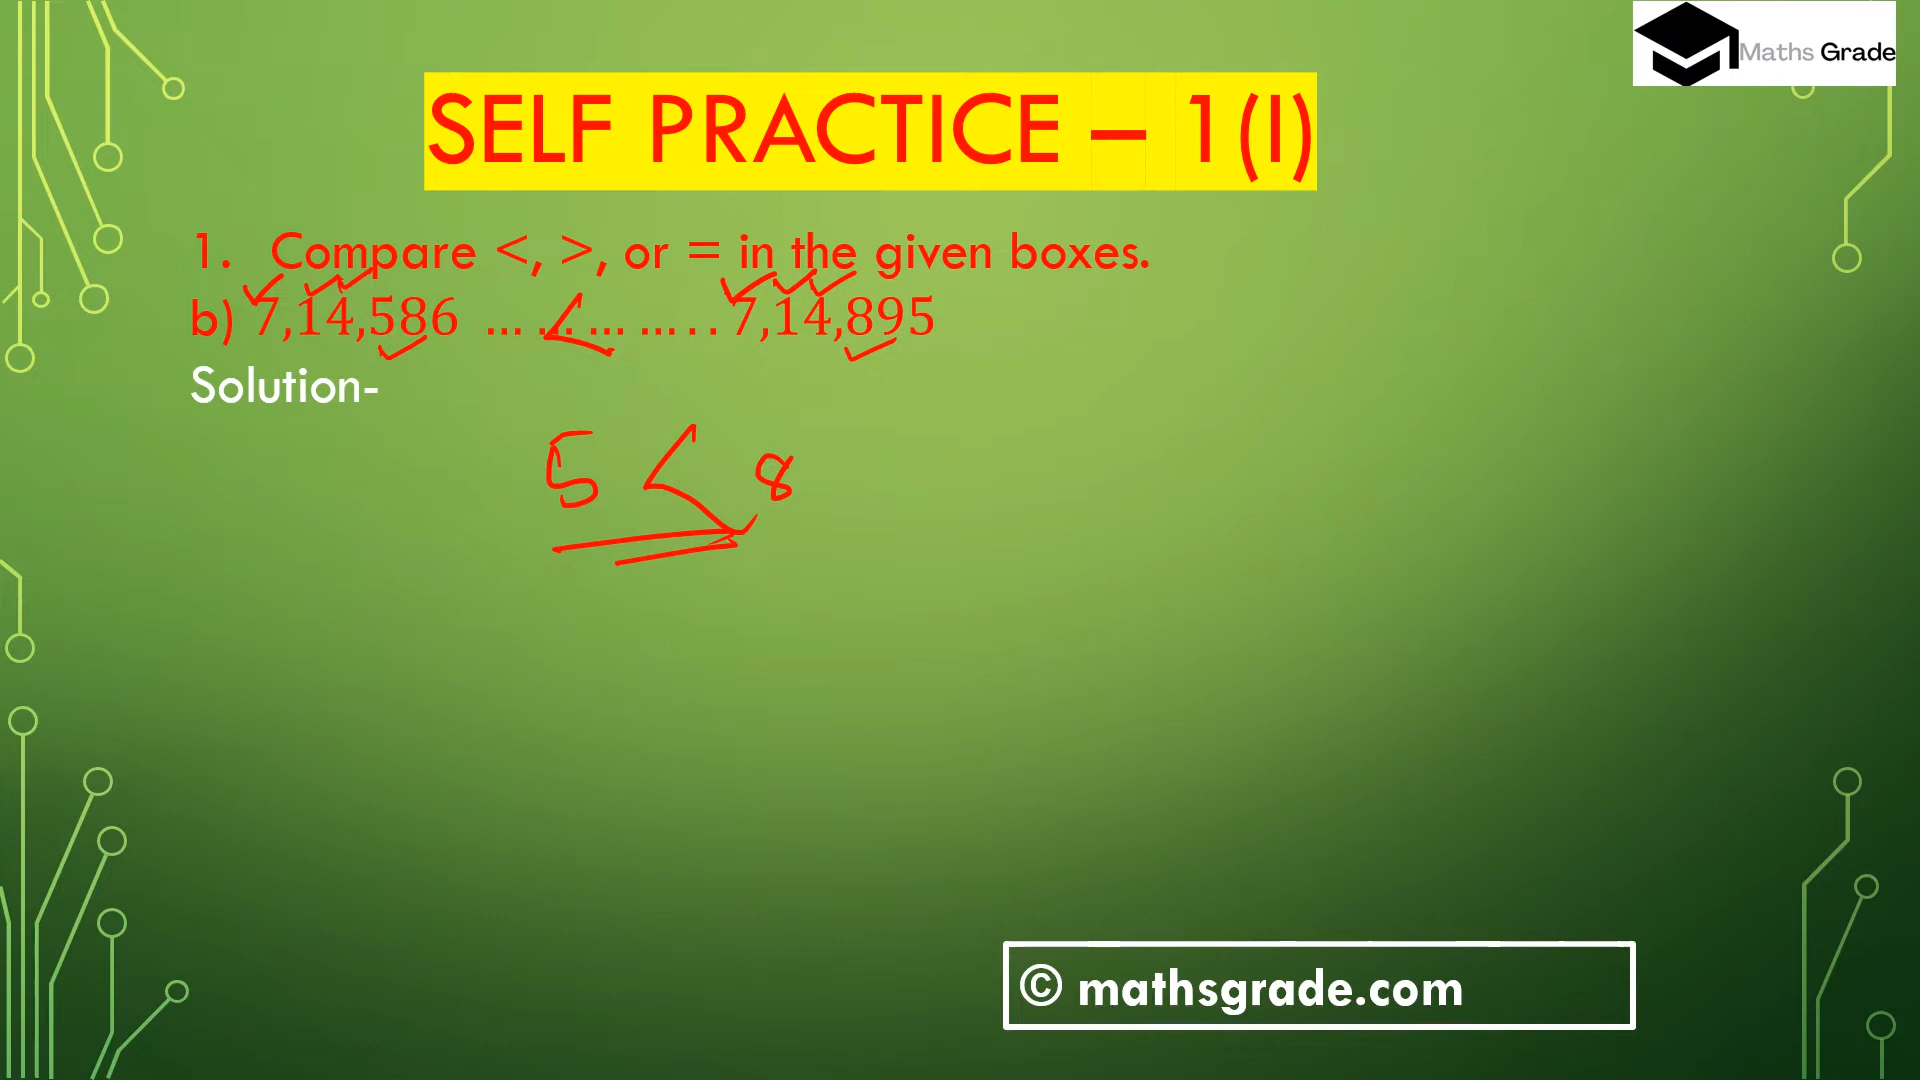 Maths Grade
SELF PRACTICE – 1(I)
1. Compare <, >, or = in the given boxes.
b) 7,14,586 ... ... ... ... . . 7,14,895
<
Solution-
5 < 8
© mathsgrade.com